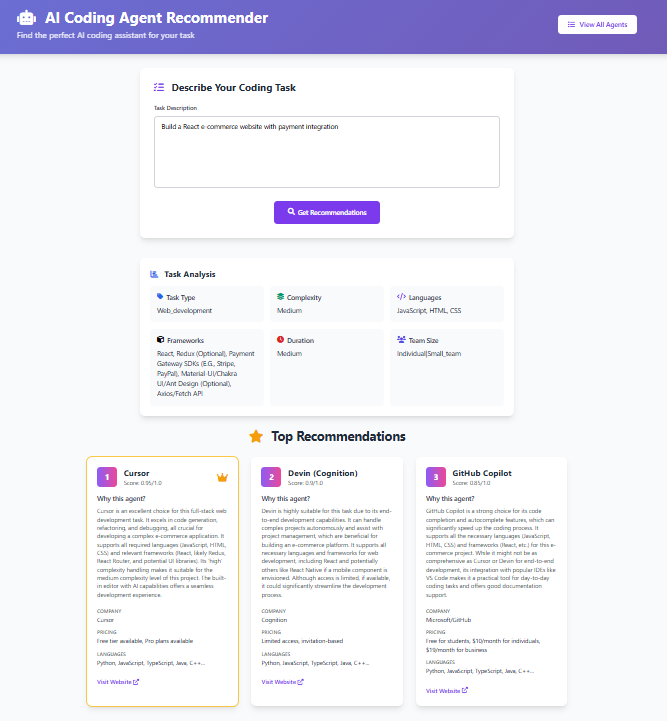 AI Coding Agent Recommender
Find the perfect AI coding assistant for your task
View All Agents
Describe Your Coding Task
Task Description
Build a React e-commerce website with payment integration
Get Recommendations
Task Analysis
Task Type
Web_development
Complexity
Medium
Languages
JavaScript, HTML, CSS
Frameworks
React, Redux (Optional), Payment
Gateway SDKs (E.G., Stripe,
PayPal), Material-UI/Chakra
UI/Ant Design (Optional),
Axios/Fetch API
Duration
Medium
Team Size
Individual|Small_team
Top Recommendations
1
Cursor
Score: 0.95/1.0
Why this agent?
Cursor is an excellent choice for this full-stack web
development task. It excels in code generation,
refactoring, and debugging, all crucial for
developing a complex e-commerce application. It
supports all required languages (JavaScript, HTML,
CSS) and relevant frameworks (React, likely Redux,
React Router, and potential UI libraries). Its 'high'
complexity handling makes it suitable for the
medium complexity level of this project. The built-
in editor with AI capabilities offers a seamless
development experience.
COMPANY
Cursor
PRICING
Free tier available, Pro plans available
LANGUAGES
Python, JavaScript, TypeScript, Java, C++...
Visit Website
2
Devin (Cognition)
Score: 0.9/1.0
Why this agent?
Devin is highly suitable for this task due to its end-
to-end development capabilities. It can handle
complex projects autonomously and assist with
project management, which are beneficial for
building an e-commerce platform. It supports all
necessary languages and frameworks for web
development, including React and potentially
others like React Native if a mobile component is
envisioned. Although access is limited, if available,
it could significantly streamline the development
process.
COMPANY
Cognition
PRICING
Limited access, invitation-based
LANGUAGES
Python, JavaScript, TypeScript, Java, C++...
Visit Website
3
GitHub Copilot
Score: 0.85/1.0
Why this agent?
GitHub Copilot is a strong choice for its code
completion and autocomplete features, which can
significantly speed up the coding process. It
supports all the necessary languages (JavaScript,
HTML, CSS) and frameworks (React, etc.) for this e-
commerce project. While it might not be as
comprehensive as Cursor or Devin for end-to-end
development, its integration with popular IDEs like
VS Code makes it a practical tool for day-to-day
coding tasks and offers good documentation
support.
COMPANY
Microsoft/GitHub
PRICING
Free for students, $10/month for individuals,
$19/month for business
LANGUAGES
Python, JavaScript, TypeScript, Java, C++...
Visit Website